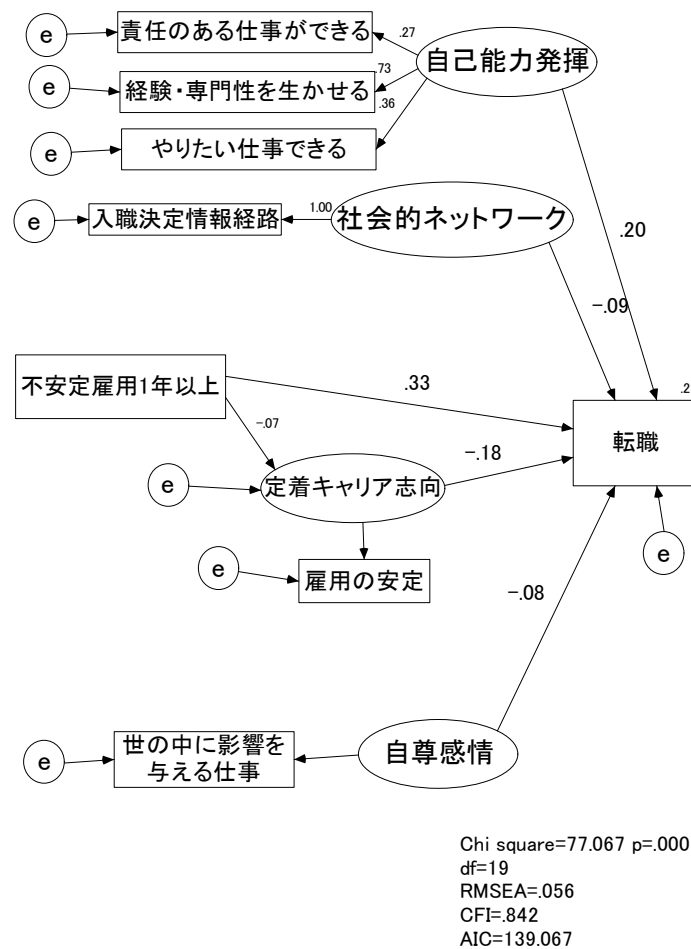 e
責任のある仕事ができる
.27
自己能力発揮
e
経験・専門性を生かせる
.73
.36
e
やりたい仕事できる
e
入職決定情報経路
1.00
社会的ネットワーク
.20
-.09
不安定雇用1年以上
.33
.2
転職
-.07
-.18
e
定着キャリア志向
e
雇用の安定
e
-.08
e
世の中に影響を
与える仕事
自尊感情
Chi square=77.067 p=.000
df=19
RMSEA=.056
CFI=.842
AIC=139.067